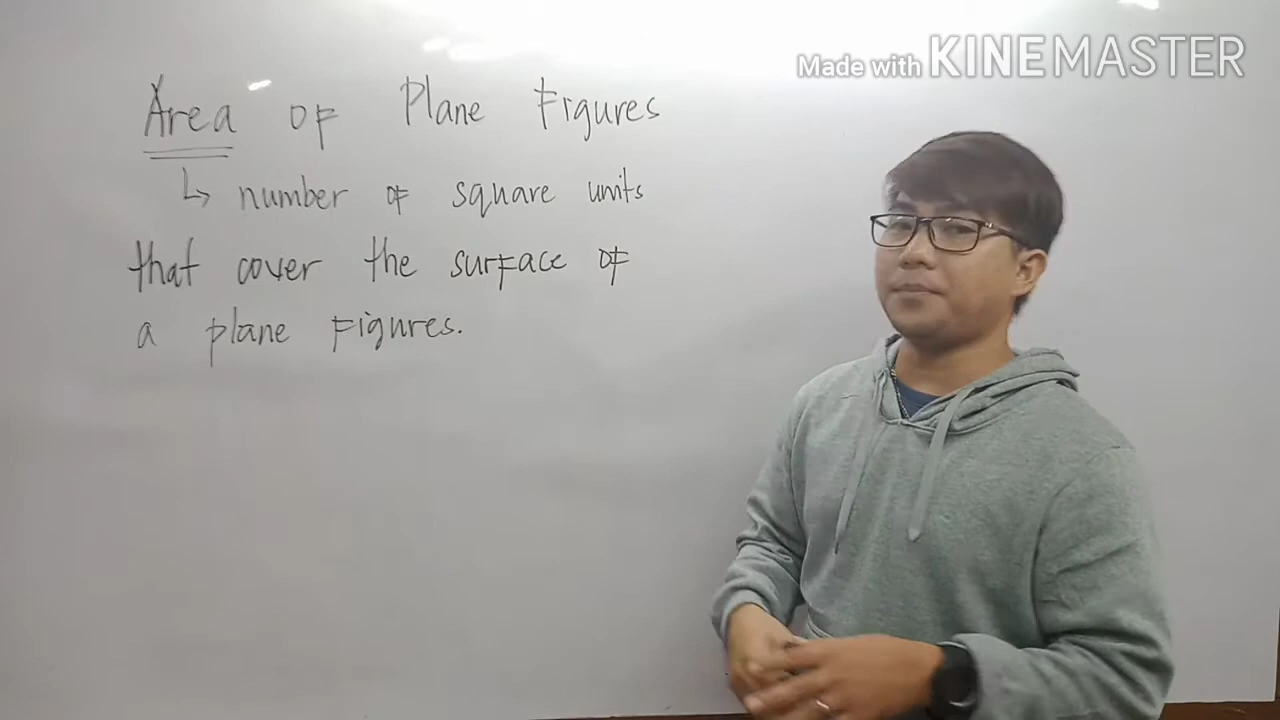 Made with KINEMASTER
Area of Plane Figures
↳ number of square units
that cover the surface of
a plane figures.